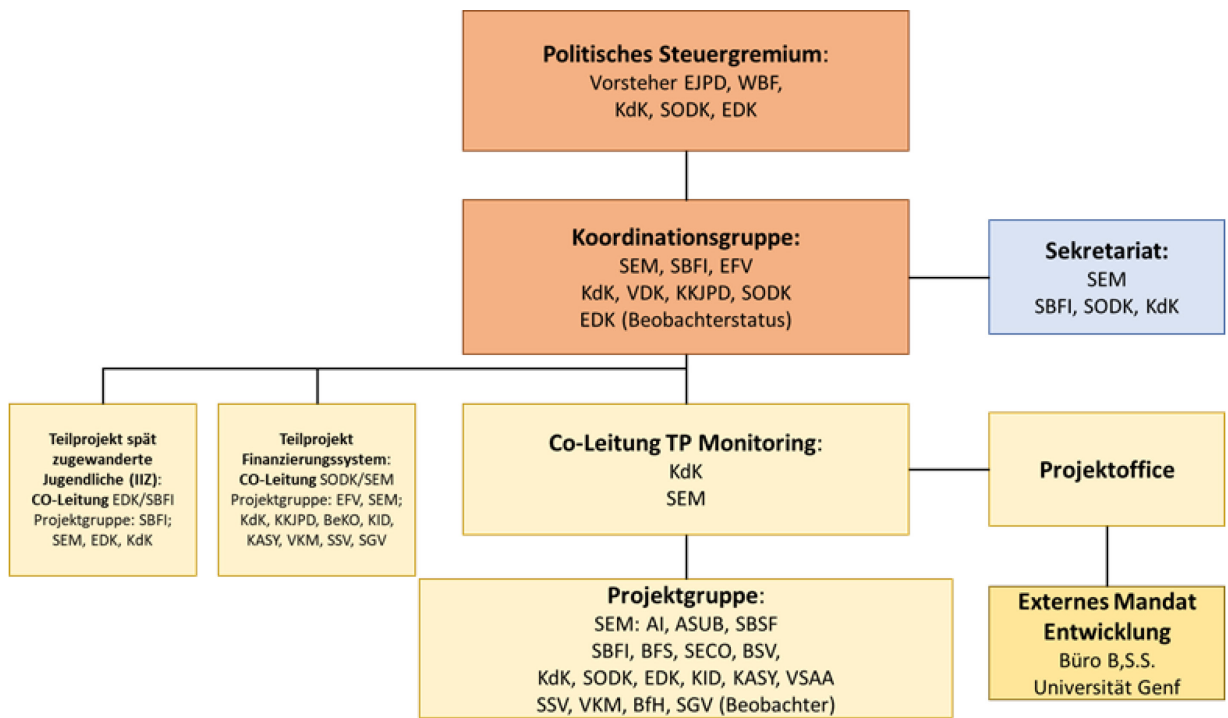 Politisches Steuergremium:
Vorsteher EJPD, WBF,
KdK, SODK, EDK
Koordinationsgruppe:
SEM, SBFI, EFV
KdK, VDK, KKJPD, SODK
EDK (Beobachterstatus)
Sekretariat:
SEM
SBFI, SODK, KdK
Teilprojekt spät
zugewanderte
Jugendliche (IIZ):
CO-Leitung EDK/SBFI
Projektgruppe: SBFI;
SEM, EDK, KdK
Teilprojekt
Finanzierungssystem:
CO-Leitung SODK/SEM
Projektgruppe: EFV, SEM;
KdK, KKJPD, BeKO, KID,
KASY, VKM, SSV, SGV
Co-Leitung TP Monitoring:
KdK
SEM
Projektoffice
Projektgruppe:
SEM: AI, ASUB, SBSF
SBFI, BFS, SECO, BSV,
KdK, SODK, EDK, KID, KASY, VSAA
SSV, VKM, BfH, SGV (Beobachter)
Externes Mandat
Entwicklung
Büro B,S.S.
Universität Genf